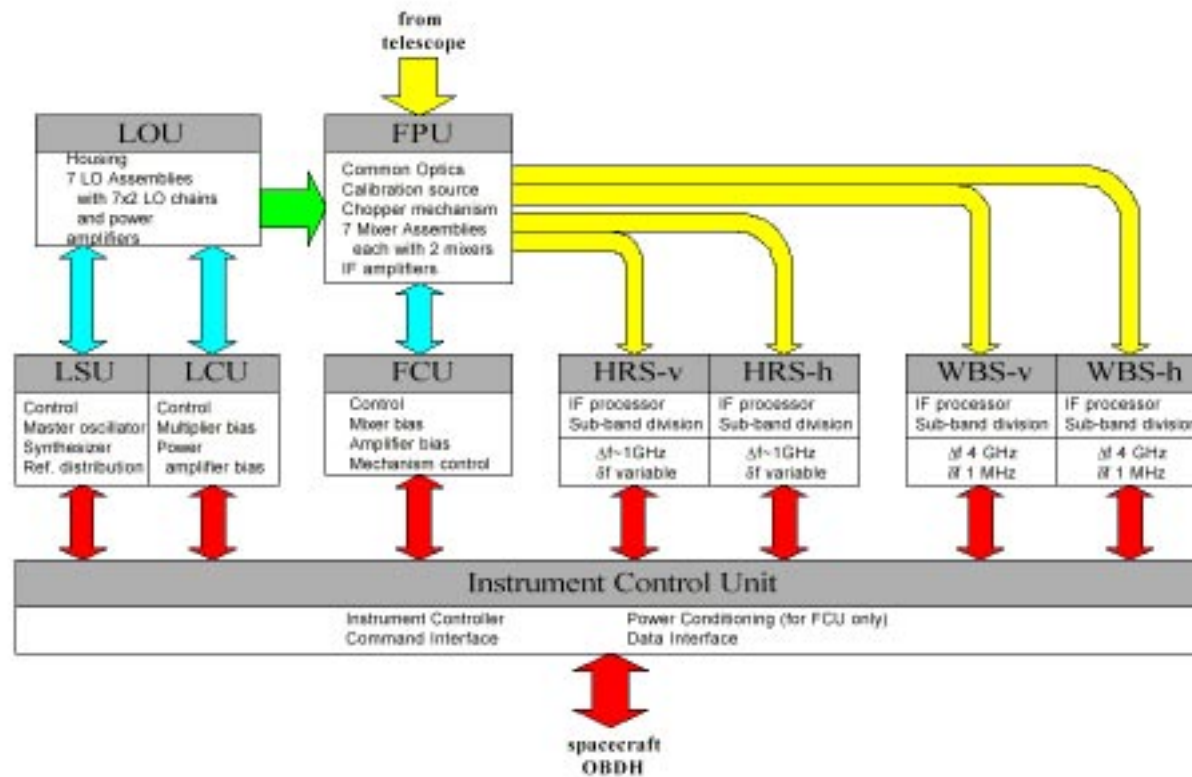 from
telescope
LOU
Housing
7 LO Assemblies
with 7x2 LO chains
and power
amplifiers
FPU
Common Optics
Calibration source
Chopper mechanism
7 Mixer Assemblies
each with 2 mixers
IF amplifiers
LSU
Control
Master oscillator
Synthesizer
Ref. distribution
LCU
Control
Multiplier bias
Power
amplifier bias
FCU
Control
Mixer bias
Amplifier bias
Mechanism control
HRS-v
IF processor
Sub-band division
Δf~1GHz
δf variable
HRS-h
IF processor
Sub-band division
Δf~1GHz
δf variable
WBS-v
IF processor
Sub-band division
Δf 4 GHz
δf 1 MHz
WBS-h
IF processor
Sub-band division
Δf 4 GHz
δf 1 MHz
Instrument Control Unit
Instrument Controller
Command Interface
Power Conditioning (for FCU only)
Data Interface
spacecraft
OBDH